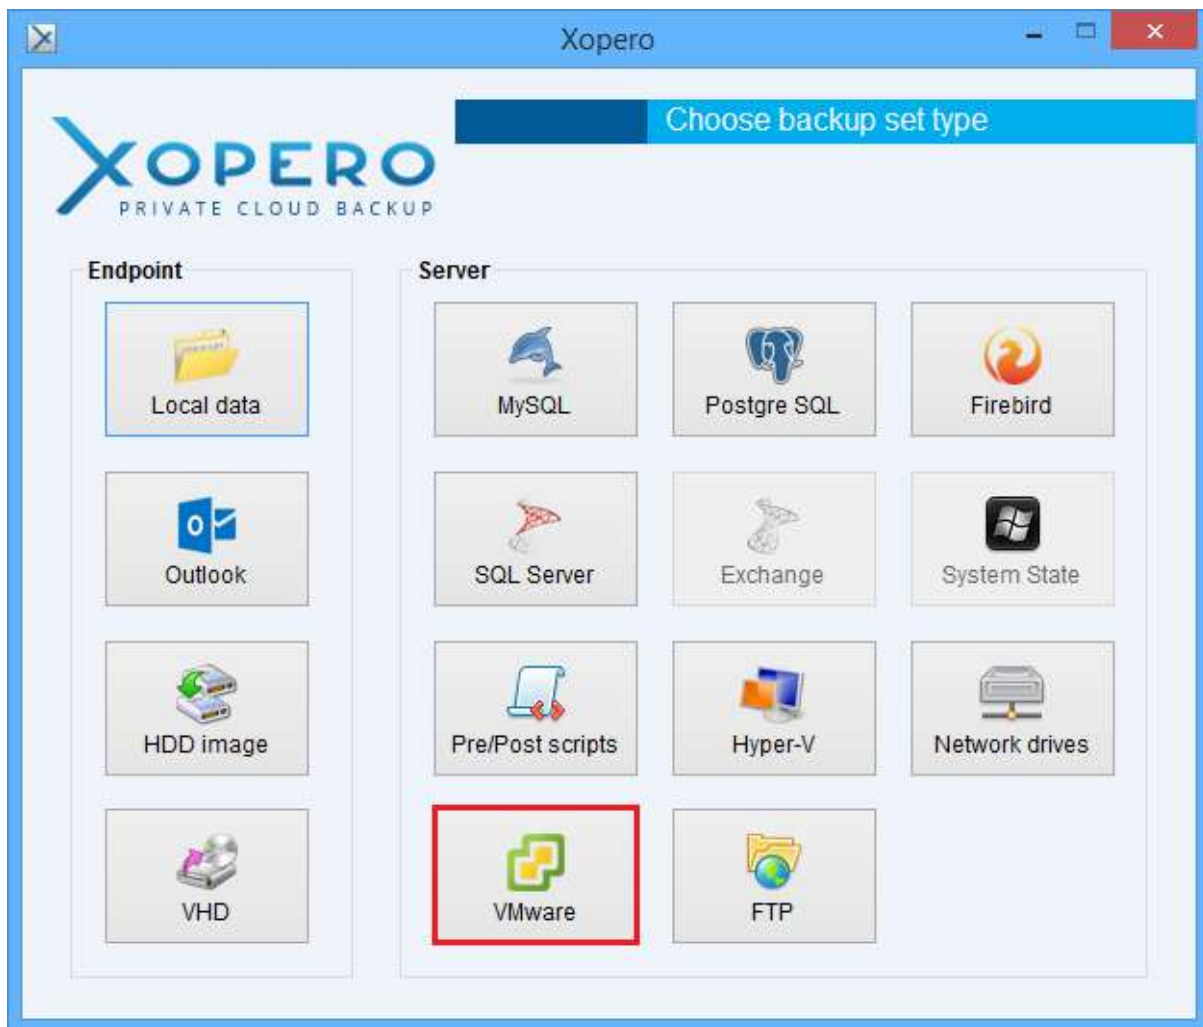 Xopero
Choose backup set type
XOPERO
PRIVATE CLOUD BACKUP
Endpoint
Local data
Outlook
HDD image
VHD
Server
MySQL
Postgre SQL
Firebird
SQL Server
Exchange
System State
Pre/Post scripts
Hyper-V
Network drives
VMware
FTP